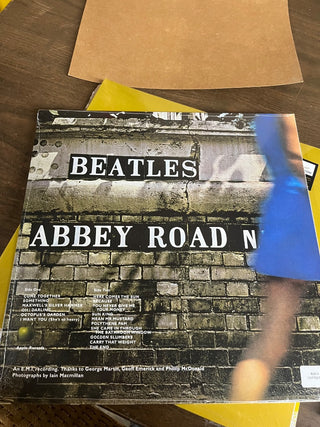 BEATLES
ABBEY ROAD N
Side One
COME TOGETHER
SOMETHING
MAXWELL'S SILVER HAMMER
OH! DARLING
OCTOPUS'S GARDEN
I WANT YOU (She's so heavy)
HERE COMES THE SUN
BECAUSE
YOU NEVER GIVE ME
YOUR MONEY
SUN KING
MEAN MR MUSTARD
POLYTHENE PAM
SHE CAME IN THROUGH
THE BATHROOM WINDOW
GOLDEN SLUMBERS
CARRY THAT WEIGHT
THE END
Apple Records
An E.M.I. recording. Thanks to George Martin, Geoff Emerick and Phillip McDonald
Photographs by Iain Macmillan